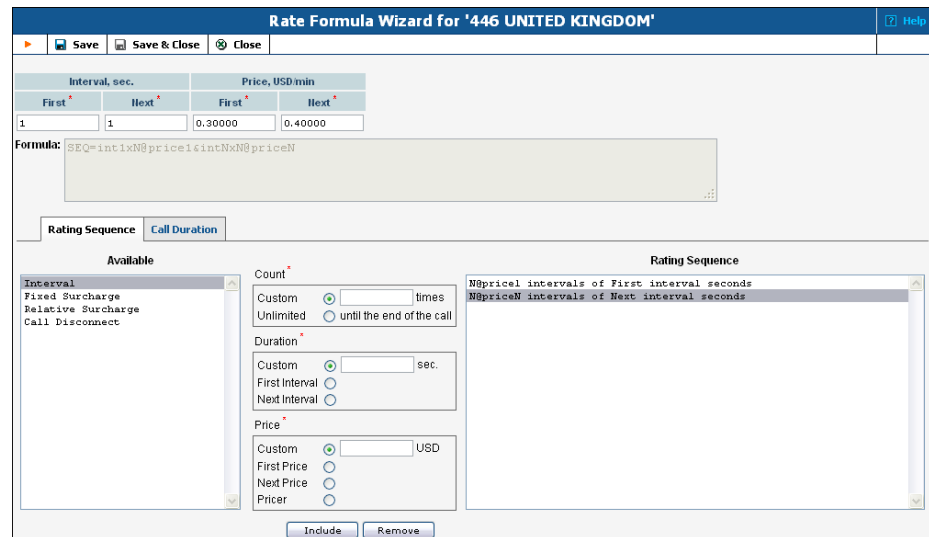 Rate Formula Wizard for '446 UNITED KINGDOM'
? Help
Save
Save & Close
Close
Interval, sec.
Price, USD/min
First *
Next *
First *
Next *
1
1
0.30000
0.40000
Formula:
SEQ=int1xN@price1&intNxN@priceN
Rating Sequence
Call Duration
Available
Interval
Fixed Surcharge
Relative Surcharge
Call Disconnect
Count *
Custom times
Unlimited until the end of the call
Duration *
Custom sec.
First Interval
Next Interval
Price *
Custom USD
First Price
Next Price
Pricer
Include
Remove
Rating Sequence
N@price1 intervals of First interval seconds
N@priceN intervals of Next interval seconds